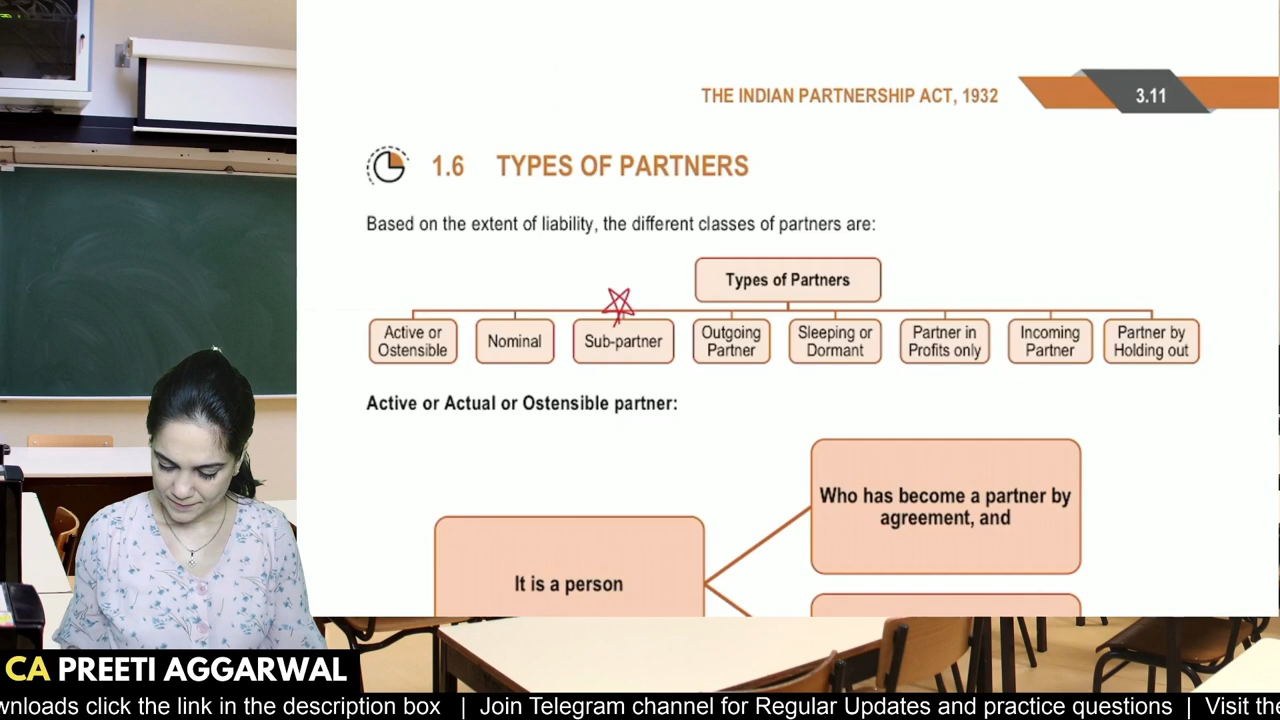 THE INDIAN PARTNERSHIP ACT, 1932
3.11
1.6 TYPES OF PARTNERS
Based on the extent of liability, the different classes of partners are:
Types of Partners
Active or
Ostensible
Nominal
Sub-partner
Outgoing
Partner
Sleeping or
Dormant
Partner in
Profits only
Incoming
Partner
Partner by
Holding out
Active or Actual or Ostensible partner:
Who has become a partner by
agreement, and
It is a person
CA PREETI AGGARWAL
wnloads click the link in the description box | Join Telegram channel for Regular Updates and practice questions | Visit the